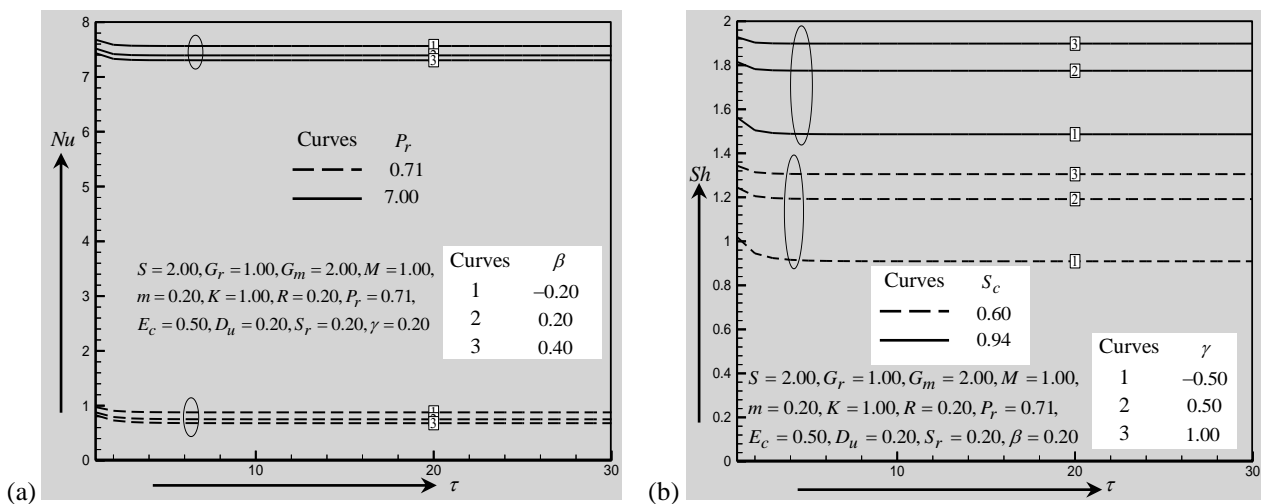 8
7
6
5
4
3
2
1
0
10
20
30
Nu
τ
1
3
1
3
Curves P_r
0.71
7.00
S = 2.00, G_r = 1.00, G_m = 2.00, M = 1.00,
m = 0.20, K = 1.00, R = 0.20, P_r = 0.71,
E_c = 0.50, D_u = 0.20, S_r = 0.20, γ = 0.20
Curves β
1 −0.20
2 0.20
3 0.40
(a)
2
1.8
1.6
1.4
1.2
1
0.8
0.6
0.4
0.2
0
10
20
30
Sh
τ
3
2
1
3
2
1
Curves S_c
0.60
0.94
S = 2.00, G_r = 1.00, G_m = 2.00, M = 1.00,
m = 0.20, K = 1.00, R = 0.20, P_r = 0.71,
E_c = 0.50, D_u = 0.20, S_r = 0.20, β = 0.20
Curves γ
1 −0.50
2 0.50
3 1.00
(b)